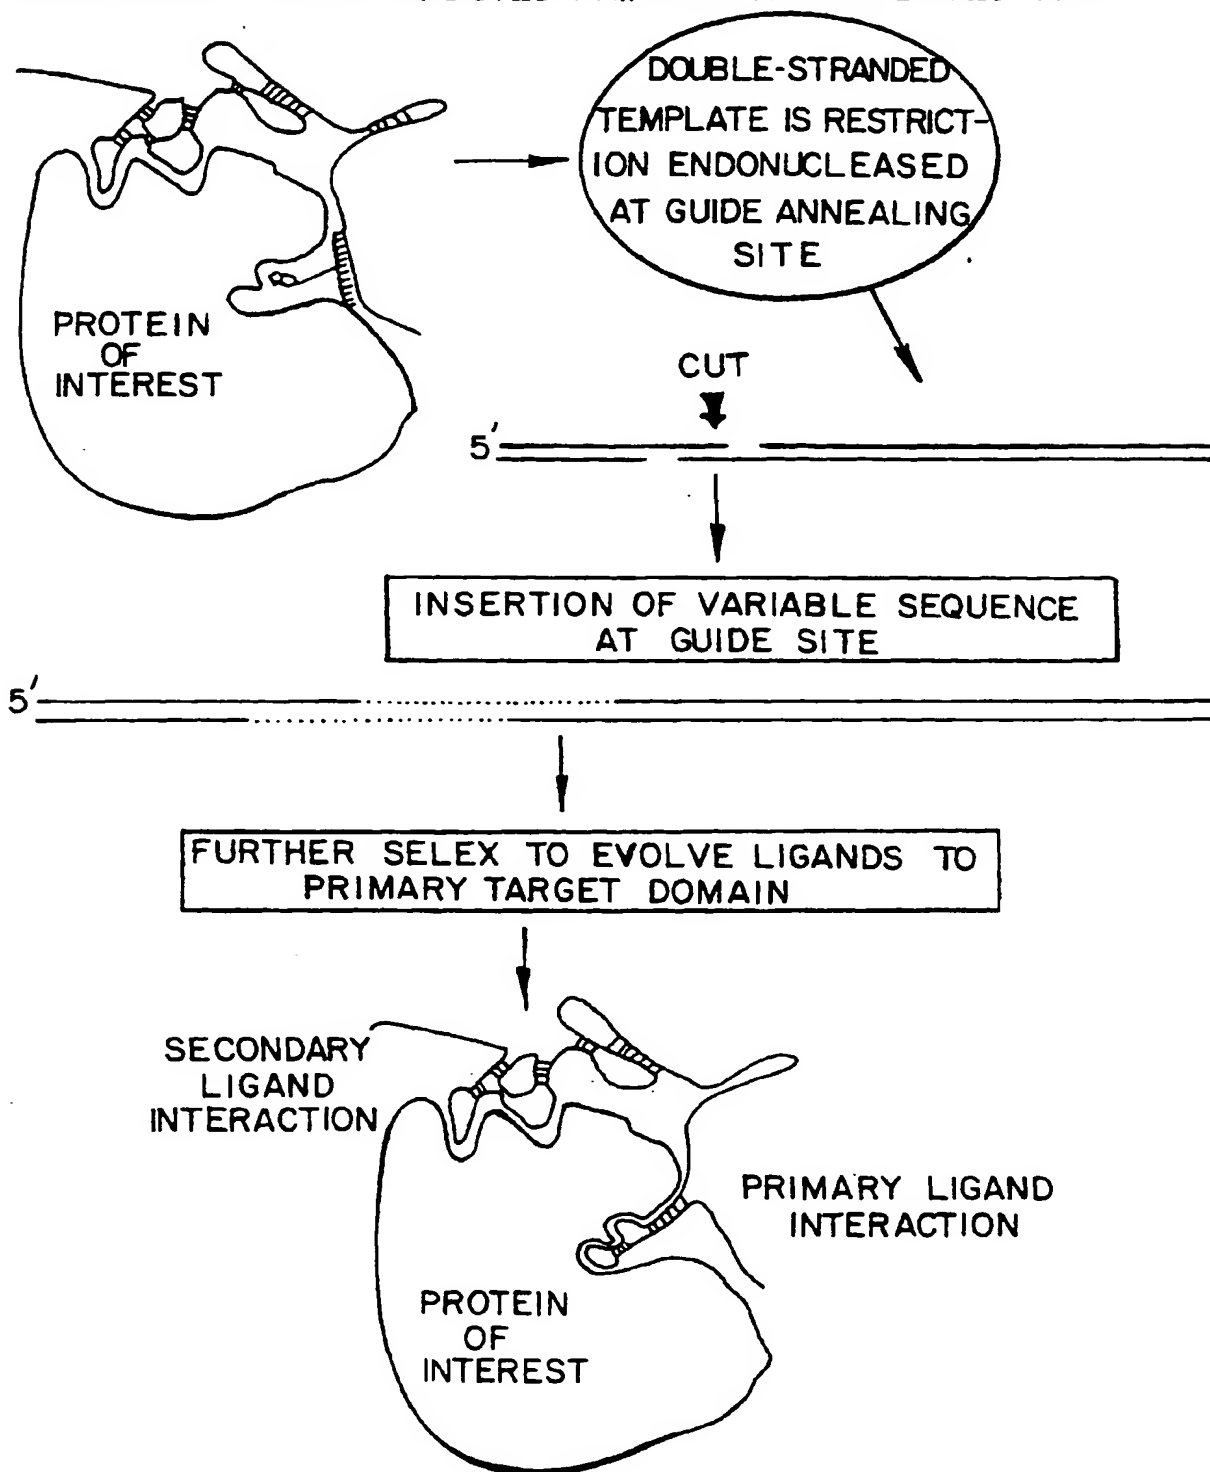 DOUBLE-STRANDED
TEMPLATE IS RESTRICT-
ION ENDONUCLEASED
AT GUIDE ANNEALING
SITE
PROTEIN
OF
INTEREST
CUT
5'
INSERTION OF VARIABLE SEQUENCE
AT GUIDE SITE
5'
FURTHER SELEX TO EVOLVE LIGANDS TO
PRIMARY TARGET DOMAIN
SECONDARY
LIGAND
INTERACTION
PRIMARY LIGAND
INTERACTION
PROTEIN
OF
INTEREST